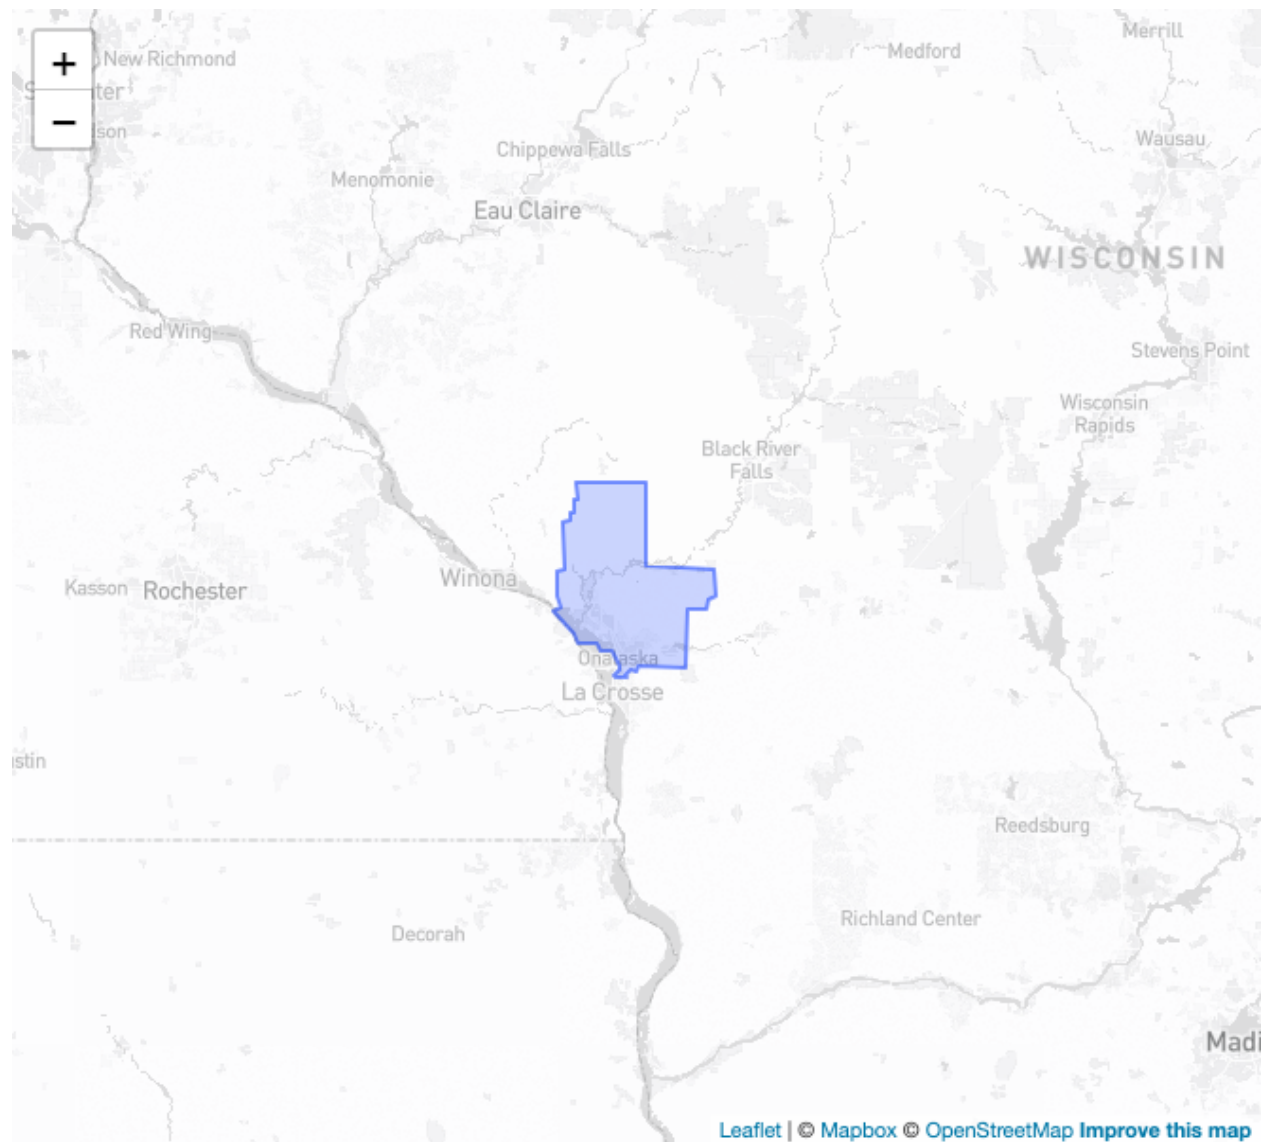 Merrill
Medford
+
New Richmond
−
Wausau
Chippewa Falls
Menomonie
Eau Claire
WISCONSIN
Red Wing
Stevens Point
Wisconsin
Rapids
Black River
Falls
Winona
Kasson
Rochester
Onalaska
La Crosse
Reedsburg
Richland Center
Decorah
Madi
Leaflet | © Mapbox © OpenStreetMap Improve this map